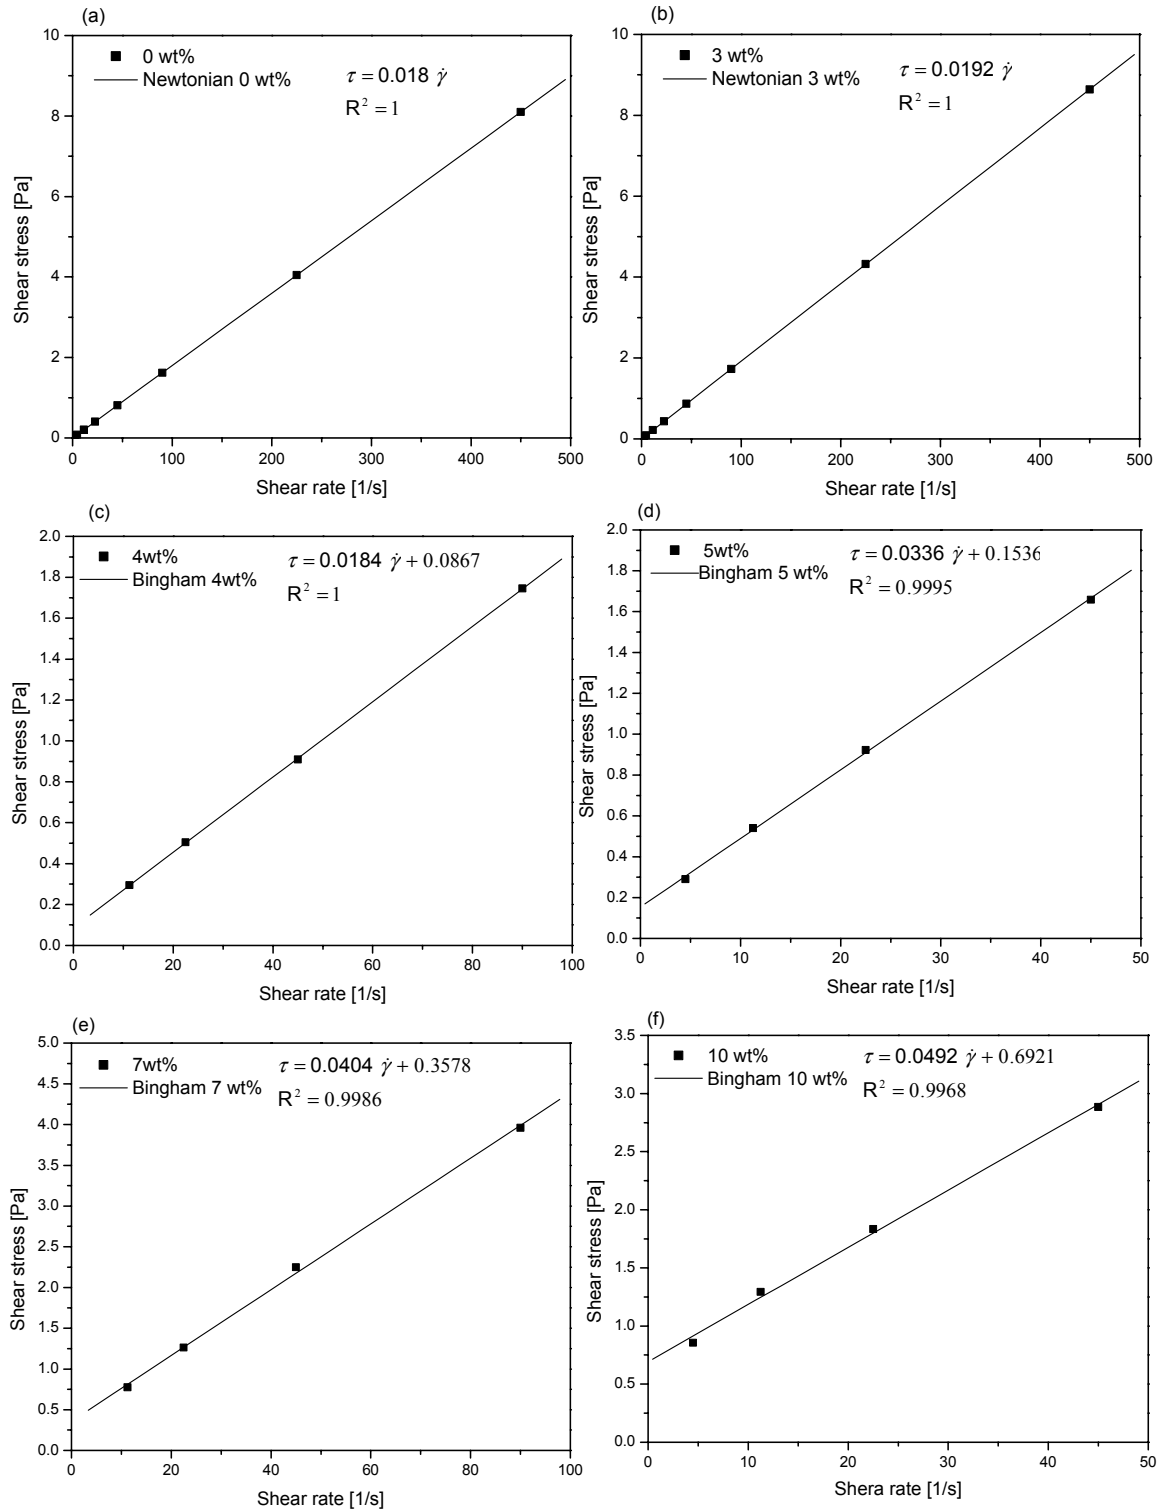 (a)
0 wt%
Newtonian 0 wt%
τ = 0.018 γ̇
R² = 1
10
8
6
4
2
0
0 100 200 300 400 500
Shear stress [Pa]
Shear rate [1/s]
(b)
3 wt%
Newtonian 3 wt%
τ = 0.0192 γ̇
R² = 1
10
8
6
4
2
0
0 100 200 300 400 500
Shear stress [Pa]
Shear rate [1/s]
(c)
4wt%
Bingham 4wt%
τ = 0.0184 γ̇ + 0.0867
R² = 1
2.0
1.8
1.6
1.4
1.2
1.0
0.8
0.6
0.4
0.2
0.0
0 20 40 60 80 100
Shear stress [Pa]
Shear rate [1/s]
(d)
5wt%
Bingham 5 wt%
τ = 0.0336 γ̇ + 0.1536
R² = 0.9995
2.0
1.8
1.6
1.4
1.2
1.0
0.8
0.6
0.4
0.2
0.0
0 10 20 30 40 50
Shear stress [Pa]
Shear rate [1/s]
(e)
7wt%
Bingham 7 wt%
τ = 0.0404 γ̇ + 0.3578
R² = 0.9986
5.0
4.5
4.0
3.5
3.0
2.5
2.0
1.5
1.0
0.5
0.0
0 20 40 60 80 100
Shear stress [Pa]
Shear rate [1/s]
(f)
10 wt%
Bingham 10 wt%
τ = 0.0492 γ̇ + 0.6921
R² = 0.9968
3.5
3.0
2.5
2.0
1.5
1.0
0.5
0.0
0 10 20 30 40 50
Shear stress [Pa]
Shera rate [1/s]